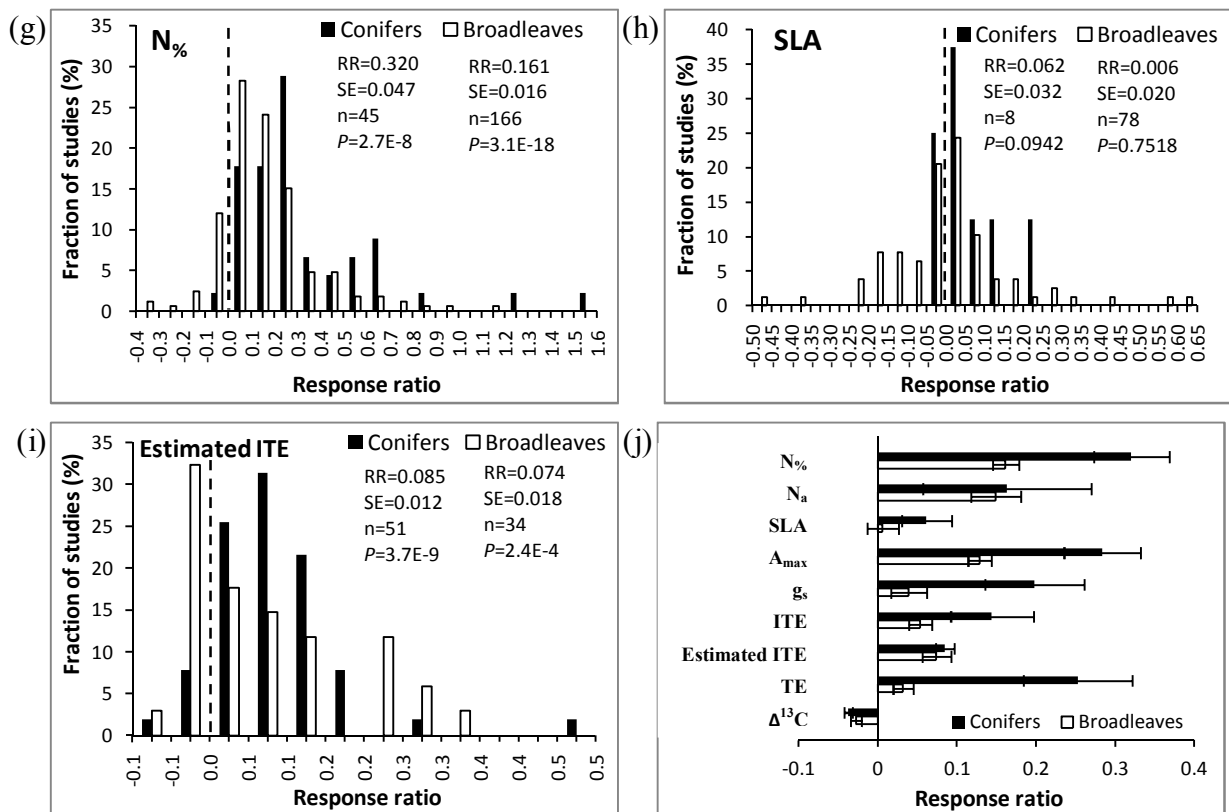 (g)
N%
Conifers Broadleaves
RR=0.320 RR=0.161
SE=0.047 SE=0.016
n=45 n=166
P=2.7E-8 P=3.1E-18
Fraction of studies (%)
35
30
25
20
15
10
5
0
-0.4 -0.2 -0.1 0.0 0.1 0.2 0.3 0.4 0.5 0.6 0.7 0.8 0.9 1.0 1.1 1.2 1.5 1.6
Response ratio
(h)
SLA
Conifers Broadleaves
RR=0.062 RR=0.006
SE=0.032 SE=0.020
n=8 n=78
P=0.0942 P=0.7518
Fraction of studies (%)
40
35
30
25
20
15
10
5
0
-0.50 -0.45 -0.40 -0.35 -0.30 -0.25 -0.20 -0.15 -0.10 -0.05 0.00 0.05 0.10 0.15 0.20 0.25 0.30 0.35 0.40 0.45 0.50 0.55 0.60 0.65
Response ratio
(i)
Estimated ITE
Conifers Broadleaves
RR=0.085 RR=0.074
SE=0.012 SE=0.018
n=51 n=34
P=3.7E-9 P=2.4E-4
Fraction of studies (%)
35
30
25
20
15
10
5
0
-0.1 -0.1 0.0 0.1 0.1 0.2 0.2 0.3 0.3 0.4 0.4 0.5 0.5
Response ratio
(j)
N%
Na
SLA
Amax
gs
ITE
Estimated ITE
TE
Δ¹³C
Conifers Broadleaves
-0.1 0 0.1 0.2 0.3 0.4
Response ratio